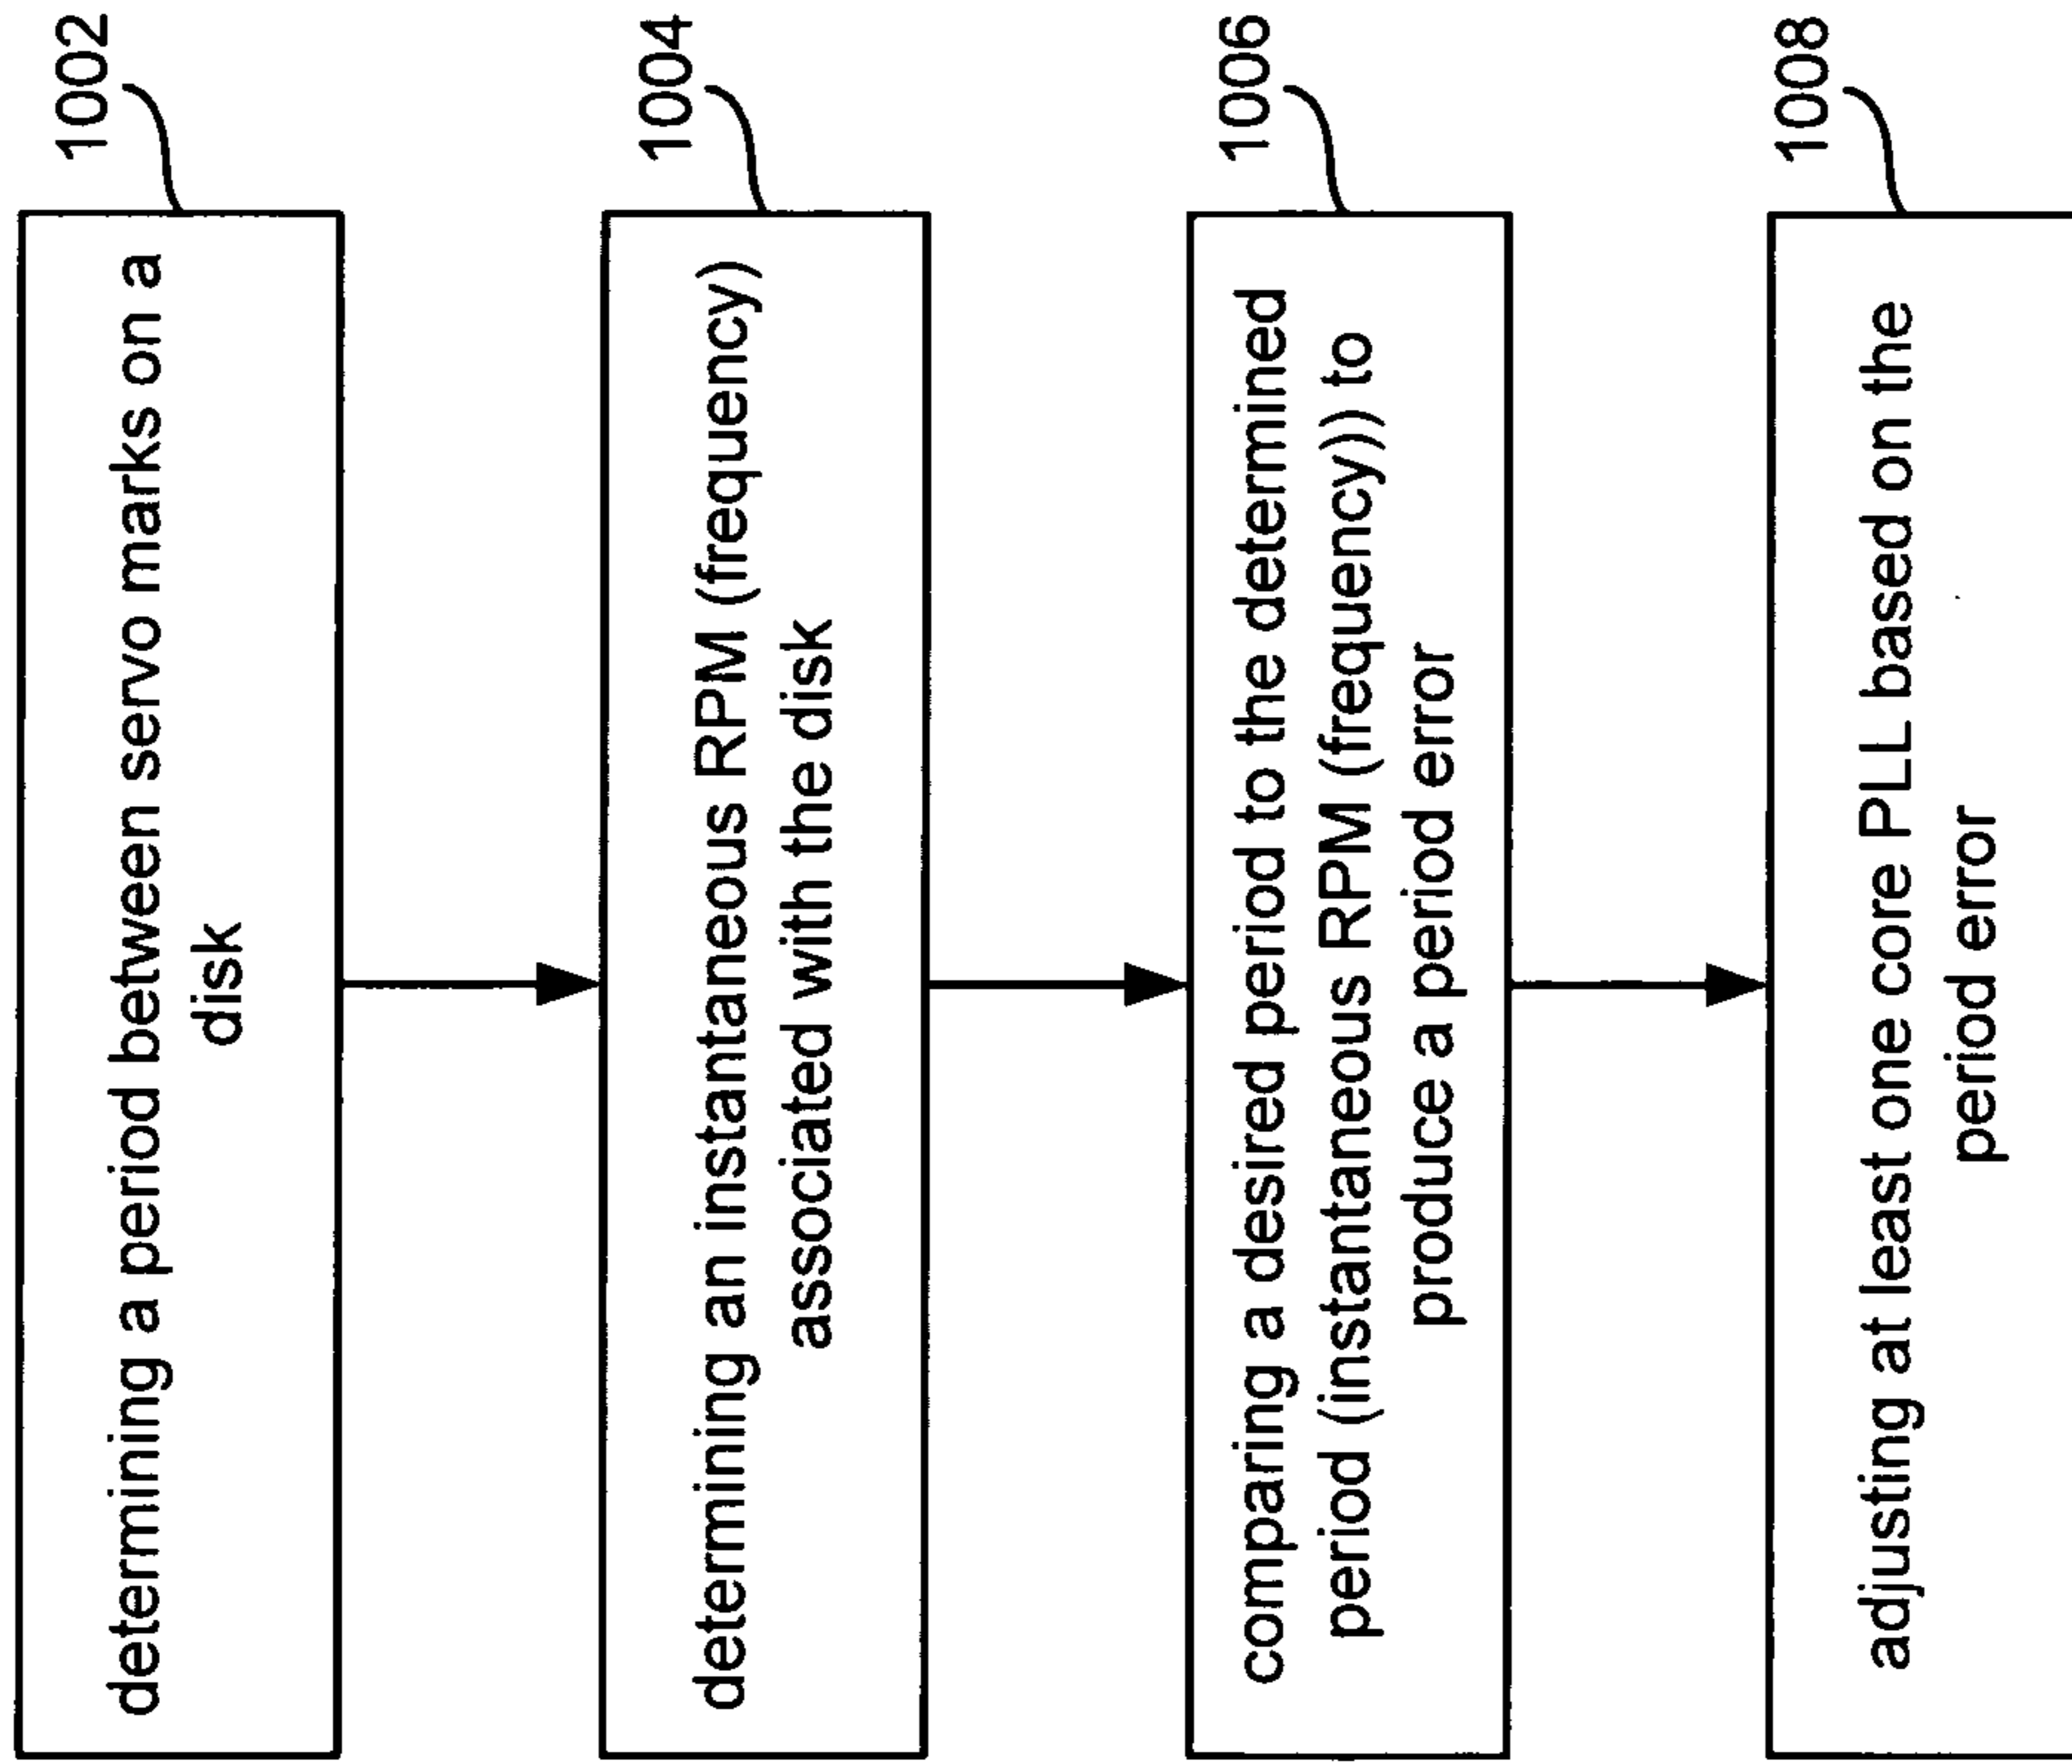 1002
determining a period between servo marks on a
disk
1004
determining an instantaneous RPM (frequency)
associated with the disk
1006
comparing a desired period to the determined
period (instantaneous RPM (frequency)) to
produce a period error
1008
adjusting at least one core PLL based on the
period error